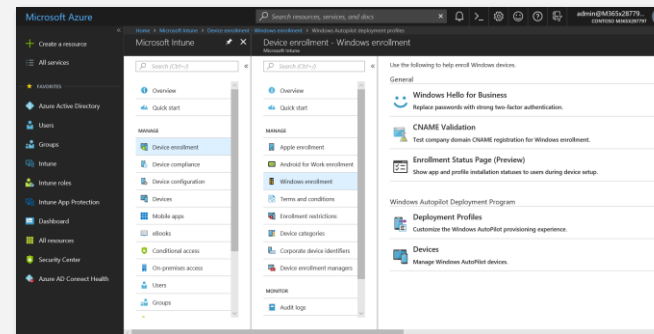 Microsoft Azure
Search resources, services, and docs
admin@M365x28779...
CONTOSO M365X287797
Home > Microsoft Intune > Device enrollment - Windows enrollment > Windows Autopilot deployment profiles
Create a resource
All services
FAVORITES
Azure Active Directory
Users
Groups
Intune
Intune roles
Intune App Protection
Dashboard
All resources
Security Center
Azure AD Connect Health
Microsoft Intune
Search (Ctrl+/)
Overview
Quick start
MANAGE
Device enrollment
Device compliance
Device configuration
Devices
Mobile apps
eBooks
Conditional access
On-premises access
Users
Groups
Device enrollment - Windows enrollment
Microsoft Intune
Search (Ctrl+/)
Overview
Quick start
MANAGE
Apple enrollment
Android for Work enrollment
Windows enrollment
Terms and conditions
Enrollment restrictions
Device categories
Corporate device identifiers
Device enrollment managers
MONITOR
Audit logs
Use the following to help enroll Windows devices.
General
Windows Hello for Business
Replace passwords with strong two-factor authentication.
CNAME Validation
Test company domain CNAME registration for Windows enrollment.
Enrollment Status Page (Preview)
Show app and profile installation statuses to users during device setup.
Windows Autopilot Deployment Program
Deployment Profiles
Customize the Windows AutoPilot provisioning experience.
Devices
Manage Windows AutoPilot devices.